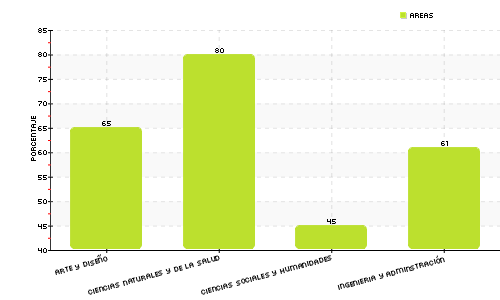 AREAS
PORCENTAJE
85
80
75
70
65
60
55
50
45
40
65
80
45
61
ARTE Y DISEÑO
CIENCIAS NATURALES Y DE LA SALUD
CIENCIAS SOCIALES Y HUMANIDADES
INGENIERIA Y ADMINSTRACIÓN